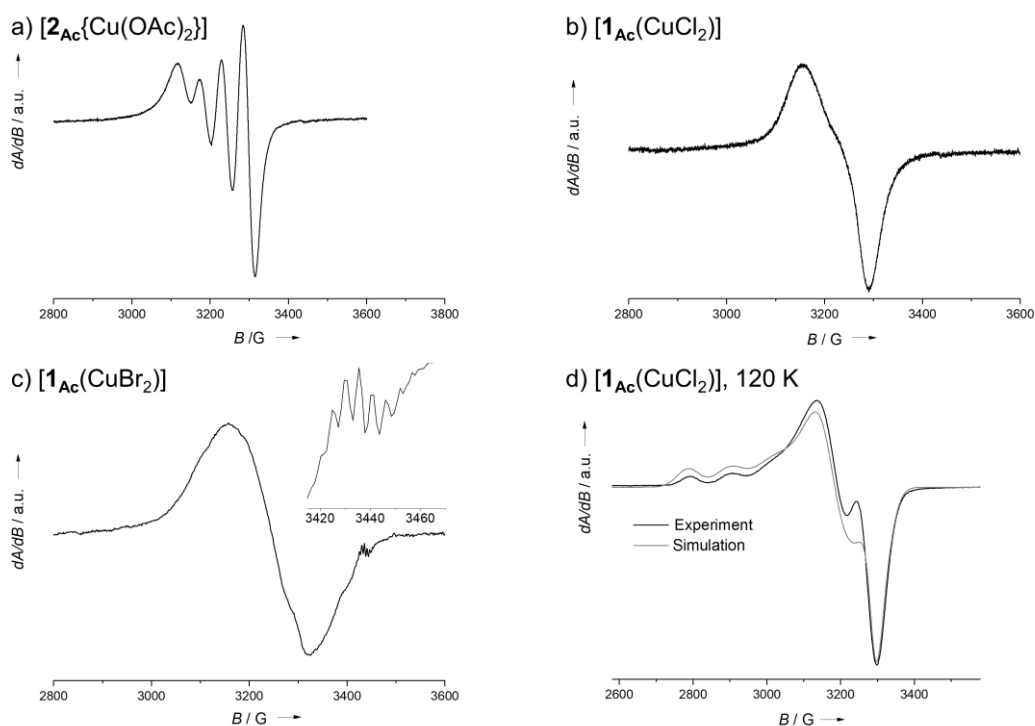 a) [2Ac{Cu(OAc)2}]
dA/dB / a.u. →
2800 3000 3200 3400 3600 3800
B /G →
b) [1Ac(CuCl2)]
dA/dB / a.u. →
2800 3000 3200 3400 3600
B / G →
c) [1Ac(CuBr2)]
dA/dB / a.u. →
3420 3440 3460
2800 3000 3200 3400 3600
B / G →
d) [1Ac(CuCl2)], 120 K
dA/dB / a.u. →
Experiment
Simulation
2600 2800 3000 3200 3400
B / G →